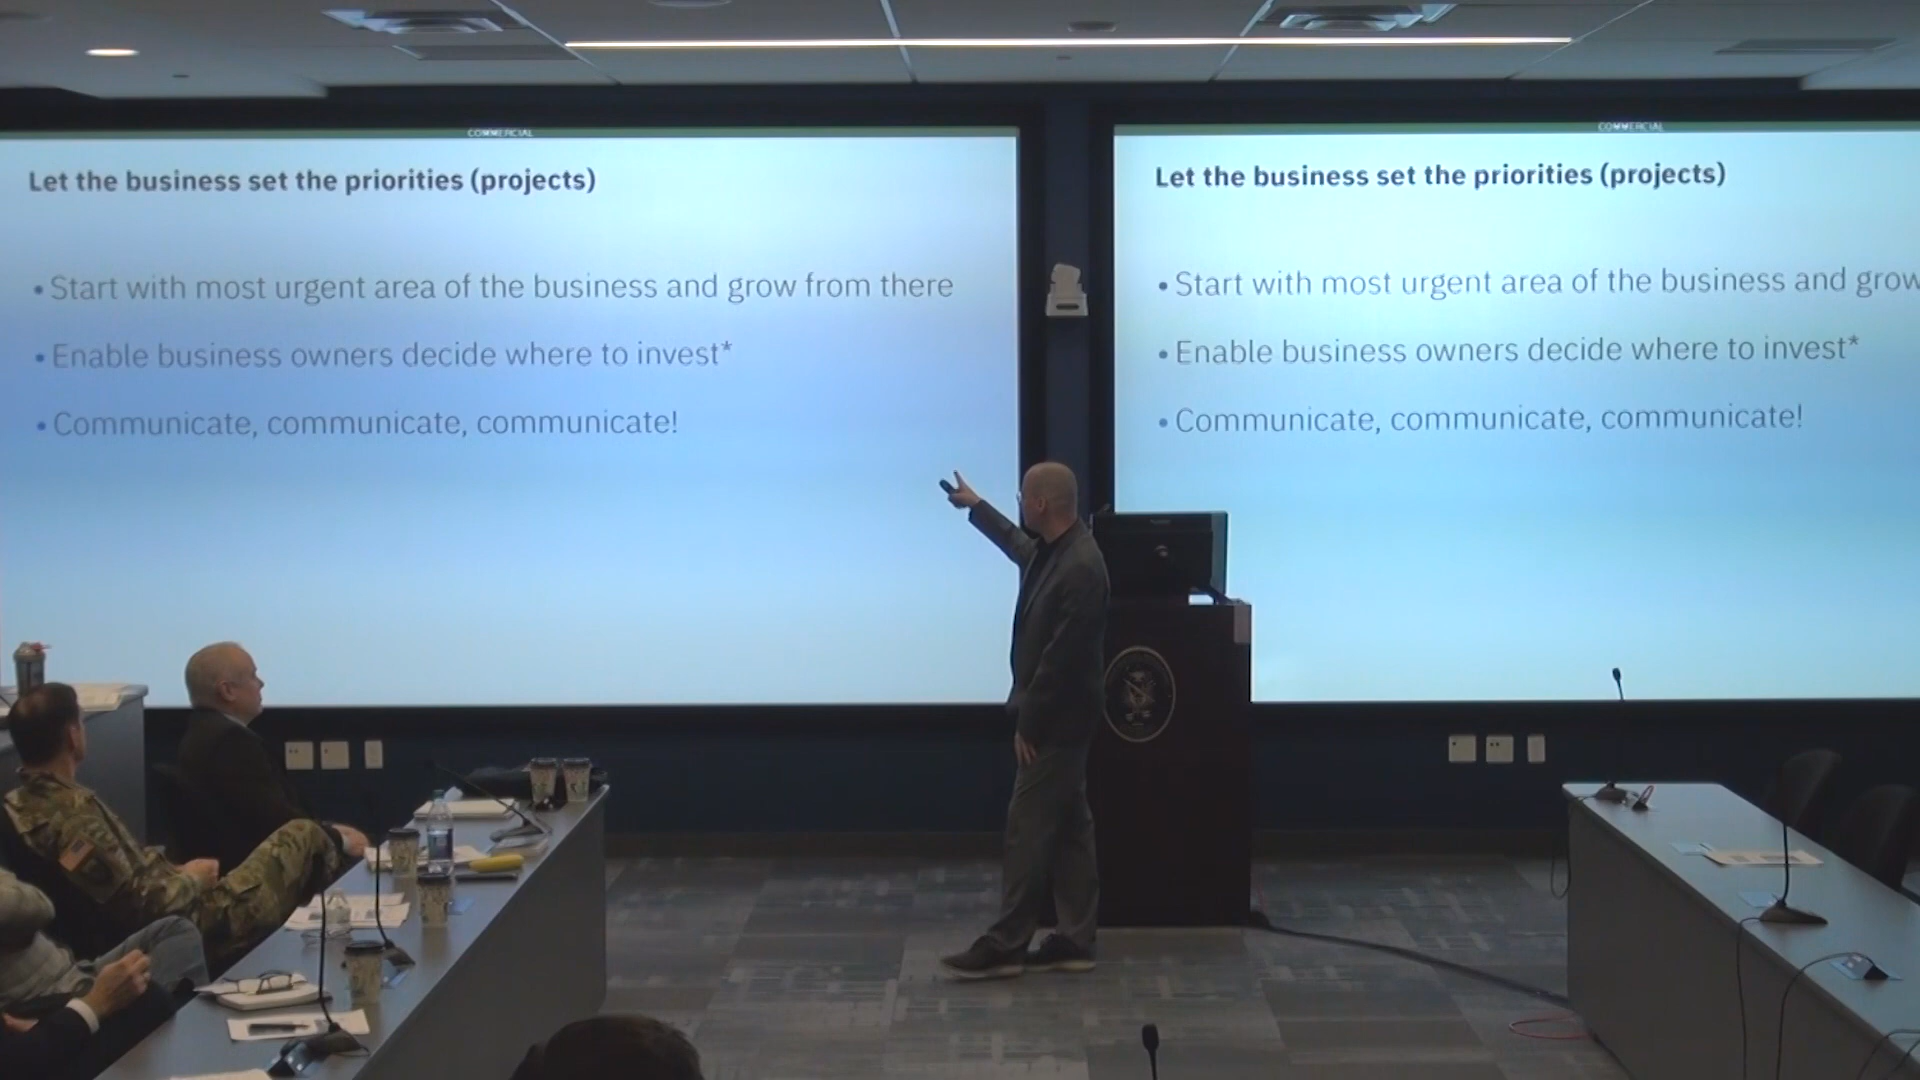 COMMERCIAL
Let the business set the priorities (projects)
• Start with most urgent area of the business and grow from there
• Enable business owners decide where to invest*
• Communicate, communicate, communicate!
COMMERCIAL
Let the business set the priorities (projects)
• Start with most urgent area of the business and grow
• Enable business owners decide where to invest*
• Communicate, communicate, communicate!